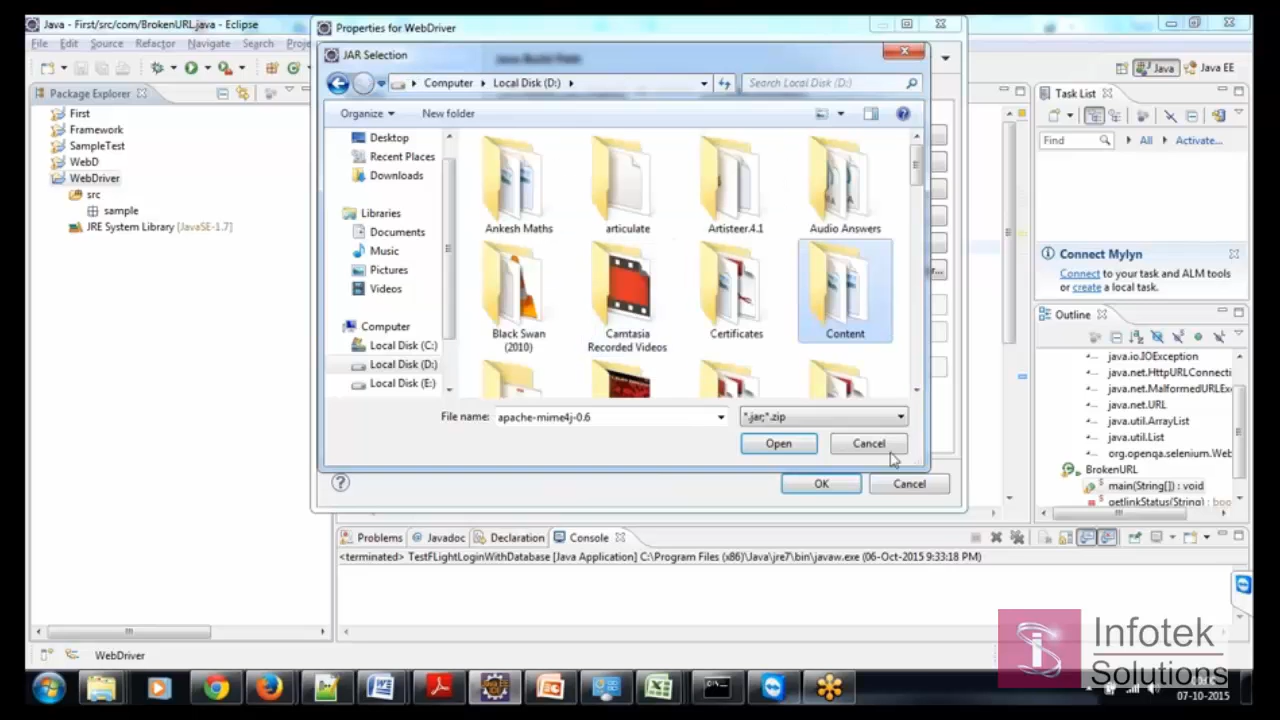 Java - First/src/com/BrokenURL.java - Eclipse
File Edit Source Refactor Navigate Search
Java
Java EE
Package Explorer
First
Framework
SampleTest
WebD
WebDriver
src
sample
JRE System Library [JavaSE-1.7]
Properties for WebDriver
JAR Selection
Computer
Local Disk (D:)
Search Local Disk (D:)
Organize
New folder
Desktop
Recent Places
Downloads
Libraries
Documents
Music
Pictures
Videos
Computer
Local Disk (C:)
Local Disk (D:)
Local Disk (E:)
Ankesh Maths
articulate
Artisteer.4.1
Audio Answers
Black Swan
(2010)
Camtasia
Recorded Videos
Certificates
Content
File name: apache-mime4j-0.6
*.jar;*.zip
Open
Cancel
OK
Cancel
Task List
Find
All
Activate...
Connect Mylyn
Connect to your task and ALM tools
or create a local task.
Outline
java.io.IOException
java.net.HttpURLConnecti
java.net.MalformedURLEx
java.net.URL
java.util.ArrayList
java.util.List
org.openqa.selenium.Web
BrokenURL
main(String[]) : void
getlinkStatus(String) : boo
Problems
Javadoc
Declaration
Console
<terminated> TestFLightLoginWithDatabase [Java Application] C:\Program Files (x86)\Java\jre7\bin\javaw.exe (06-Oct-2015 9:33:18 PM)
WebDriver
Infotek
Solutions
07-10-2015